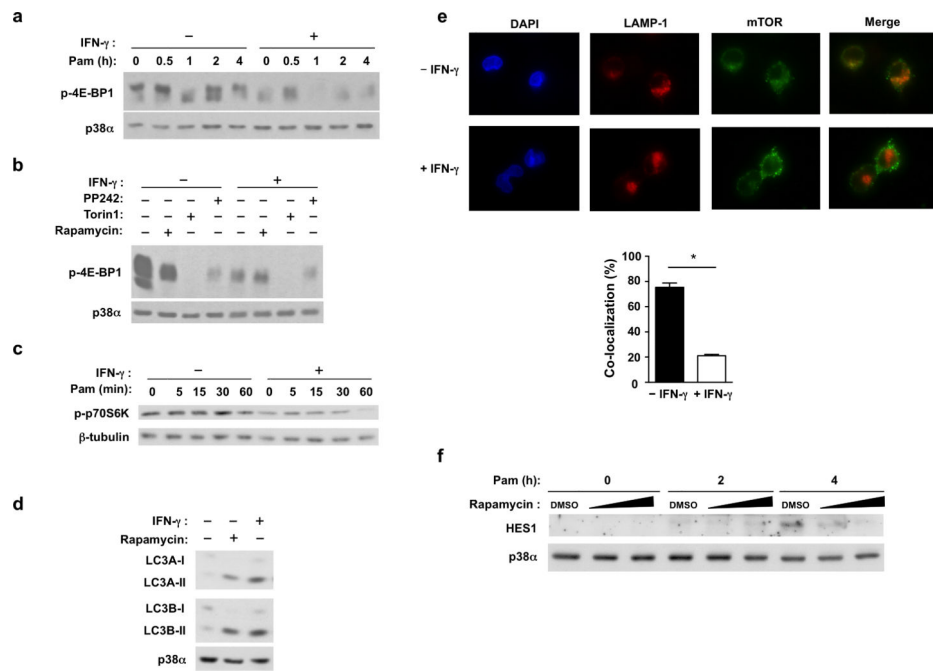 a
IFN-γ : − +
Pam (h): 0 0.5 1 2 4 0 0.5 1 2 4
p-4E-BP1
p38α
b
IFN-γ : − +
PP242: − − − + − − − +
Torin1: − − + − − − + −
Rapamycin: − + − − − + − −
p-4E-BP1
p38α
c
IFN-γ : − +
Pam (min): 0 5 15 30 60 0 5 15 30 60
p-p70S6K
β-tubulin
d
IFN-γ : − − +
Rapamycin: − + −
LC3A-I
LC3A-II
LC3B-I
LC3B-II
p38α
e
DAPI LAMP-1 mTOR Merge
− IFN-γ
+ IFN-γ
Co-localization (%)
100
80
60
40
20
0
*
− IFN-γ + IFN-γ
f
Pam (h): 0 2 4
Rapamycin : DMSO DMSO DMSO
HES1
p38α